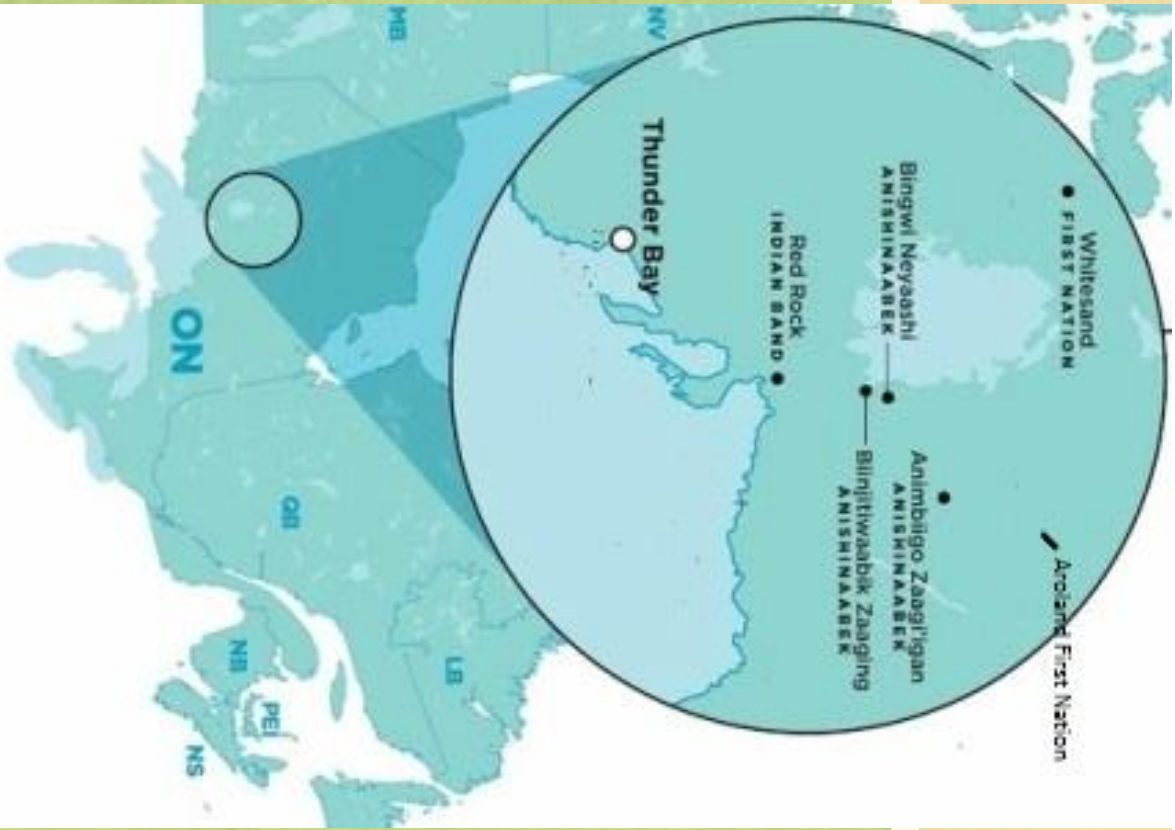 Whitesand
FIRST NATION
Aroland First Nation
Bingwi Neyaashi
ANISHINAABEK
Animbiigo Zaagi'igan
ANISHINAABEK
Biinjitiwaabik Zaaging
ANISHINAABEK
Red Rock
INDIAN BAND
Thunder Bay
NV
MB
LB
QB
PEI
NB
ON
NS